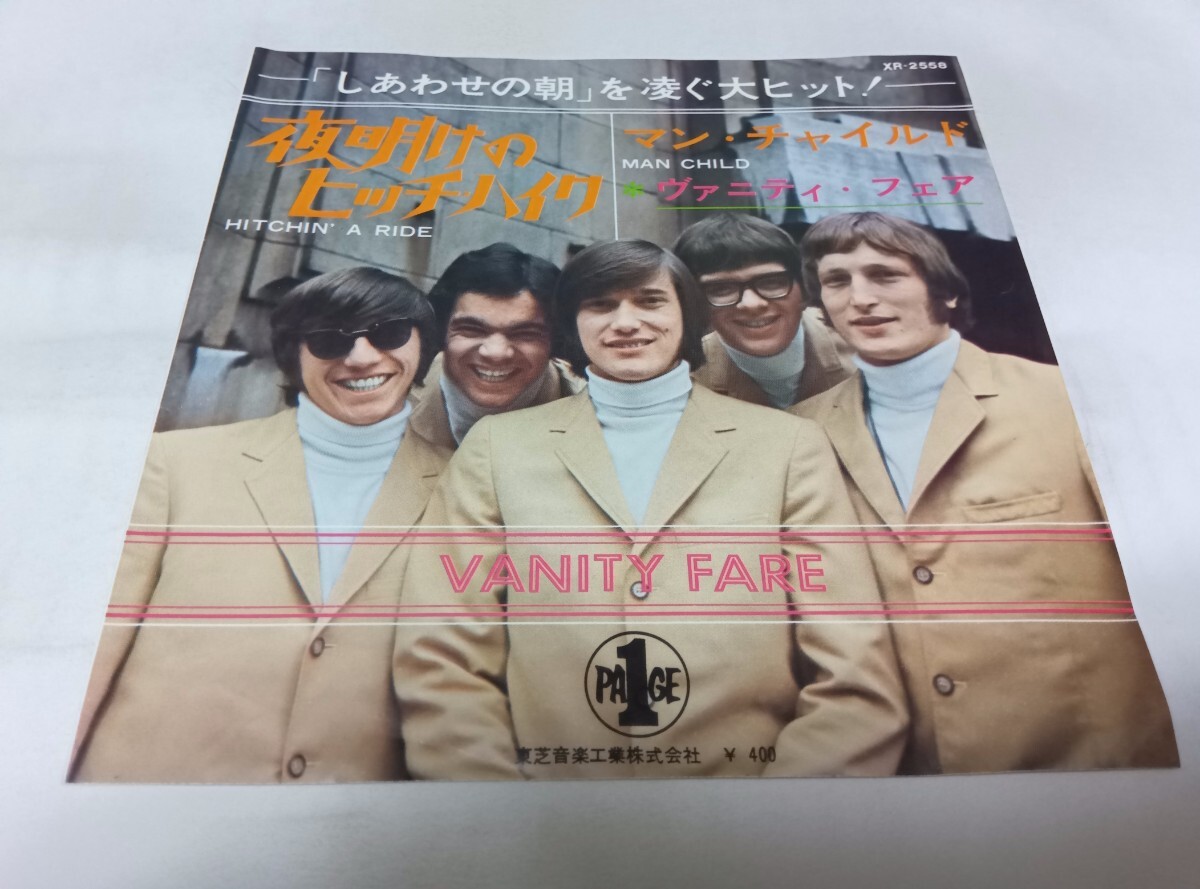 XR-2558
―「しあわせの朝」を凌ぐ大ヒット!―
夜明けの
ヒッチ・ハイク
HITCHIN' A RIDE
マン・チャイルド
MAN CHILD
ヴァニティ・フェア
VANITY FARE
PAGE 1
東芝音楽工業株式会社 ¥ 400